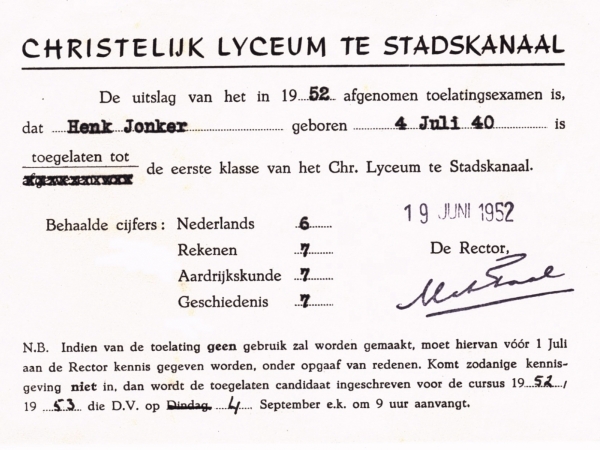 CHRISTELIJK LYCEUM TE STADSKANAAL
De uitslag van het in 19 52 afgenomen toelatingsexamen is,
dat Henk Jonker geboren 4 Juli 40 is
toegelaten tot
de eerste klasse van het Chr. Lyceum te Stadskanaal.
19 JUNI 1952
Behaalde cijfers: Nederlands 6
Rekenen 7 De Rector,
Aardrijkskunde 7
Geschiedenis 7
N.B. Indien van de toelating geen gebruik zal worden gemaakt, moet hiervan vóór 1 Juli
aan de Rector kennis gegeven worden, onder opgaaf van redenen. Komt zodanige kennis-
geving niet in, dan wordt de toegelaten candidaat ingeschreven voor de cursus 19 52 /
19 53 die D.V. op Dindag, 4 September e.k. om 9 uur aanvangt.